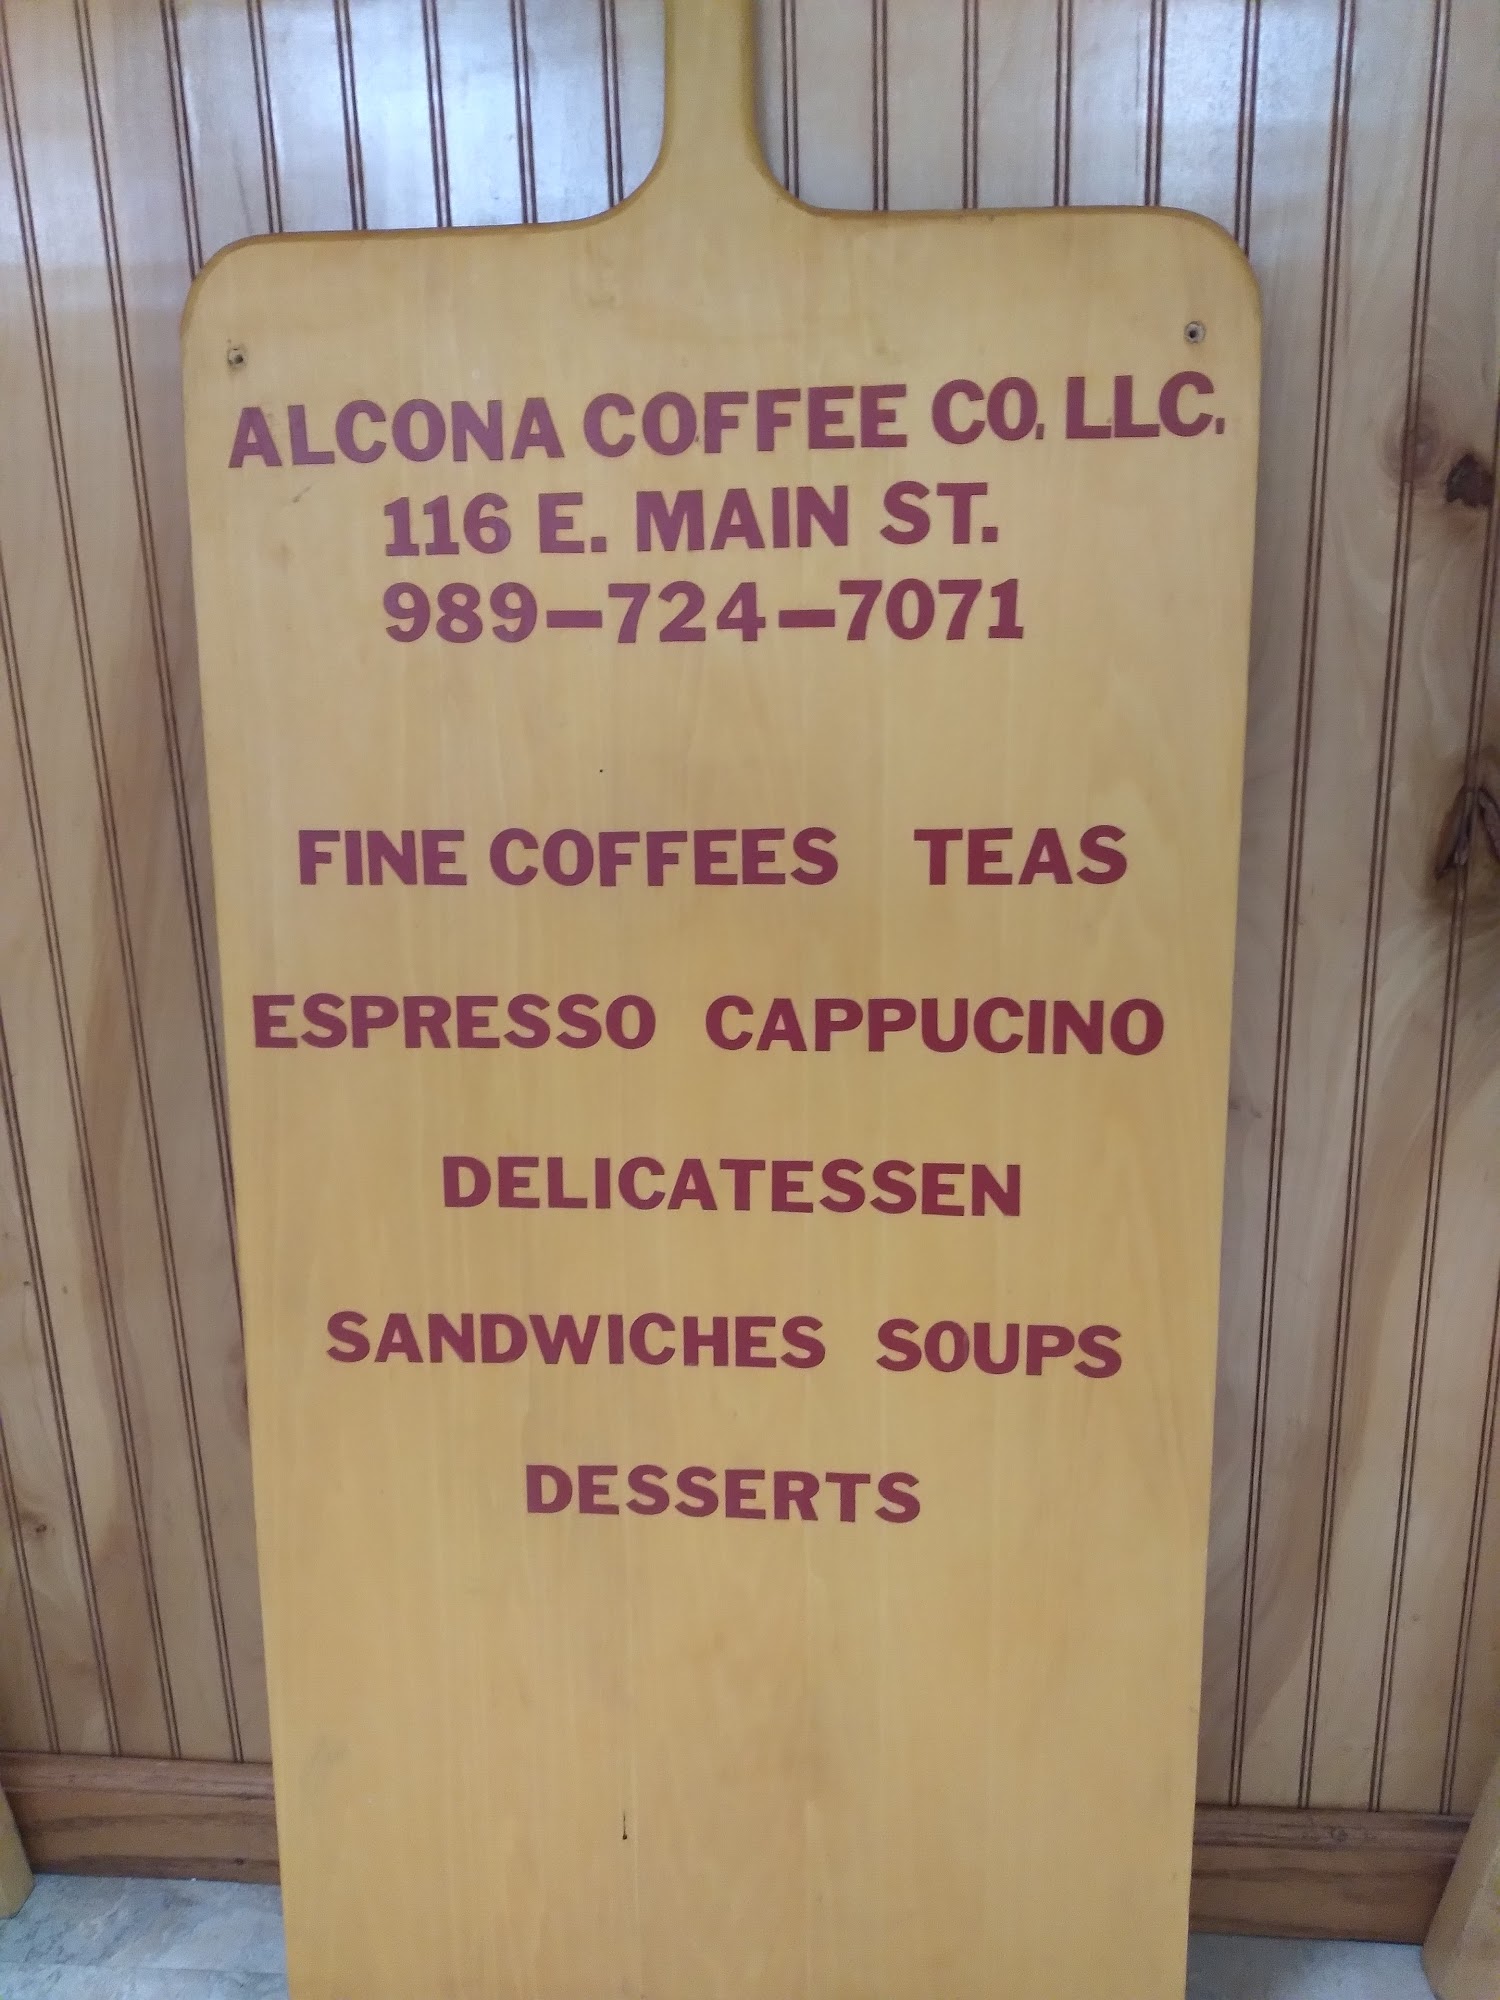 ALCONA COFFEE CO. LLC.
116 E. MAIN ST.
989-724-7071
FINE COFFEES TEAS
ESPRESSO CAPPUCINO
DELICATESSEN
SANDWICHES SOUPS
DESSERTS